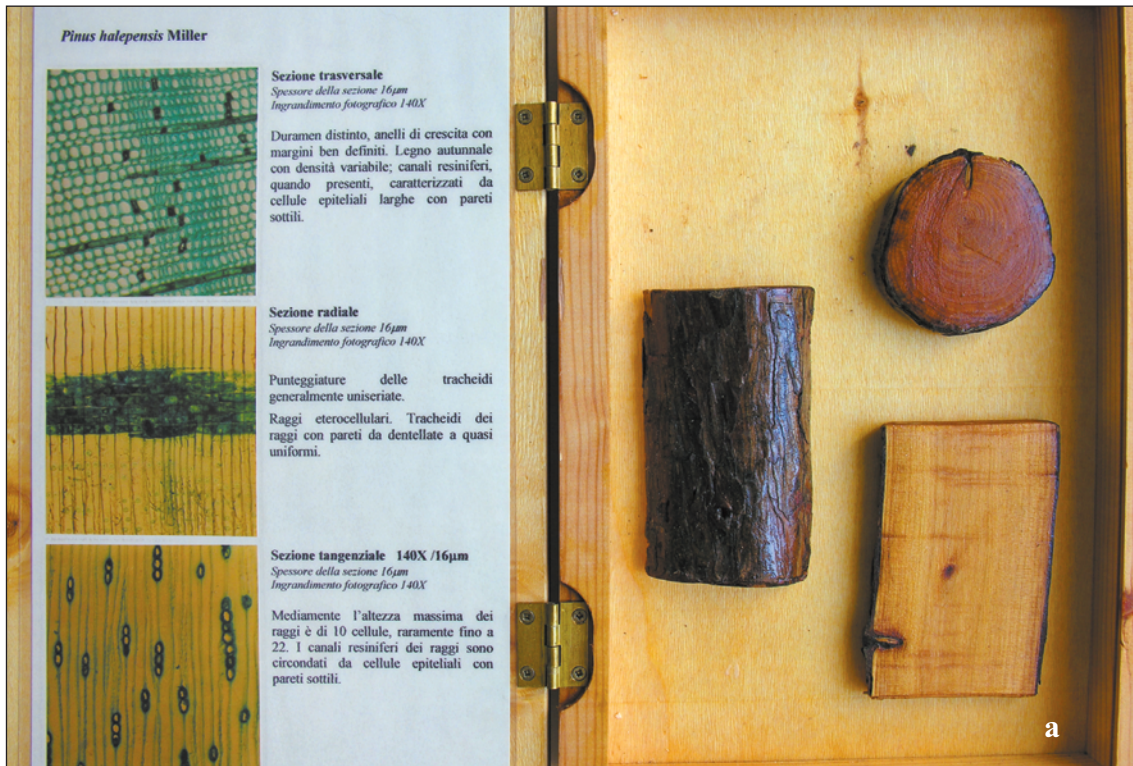 Pinus halepensis Miller
Sezione trasversale
Spessore della sezione 16µm
Ingrandimento fotografico 140X
Duramen distinto, anelli di crescita con
margini ben definiti. Legno autunnale
con densità variabile; canali resiniferi,
quando presenti, caratterizzati da
cellule epiteliali larghe con pareti
sottili.
Sezione radiale
Spessore della sezione 16µm
Ingrandimento fotografico 140X
Punteggiature delle tracheidi
generalmente uniseriate.
Raggi eterocellulari. Tracheidi dei
raggi con pareti da dentellate a quasi
uniformi.
Sezione tangenziale 140X /16µm
Spessore della sezione 16µm
Ingrandimento fotografico 140X
Mediamente l'altezza massima dei
raggi è di 10 cellule, raramente fino a
22. I canali resiniferi dei raggi sono
circondati da cellule epiteliali con
pareti sottili.
a